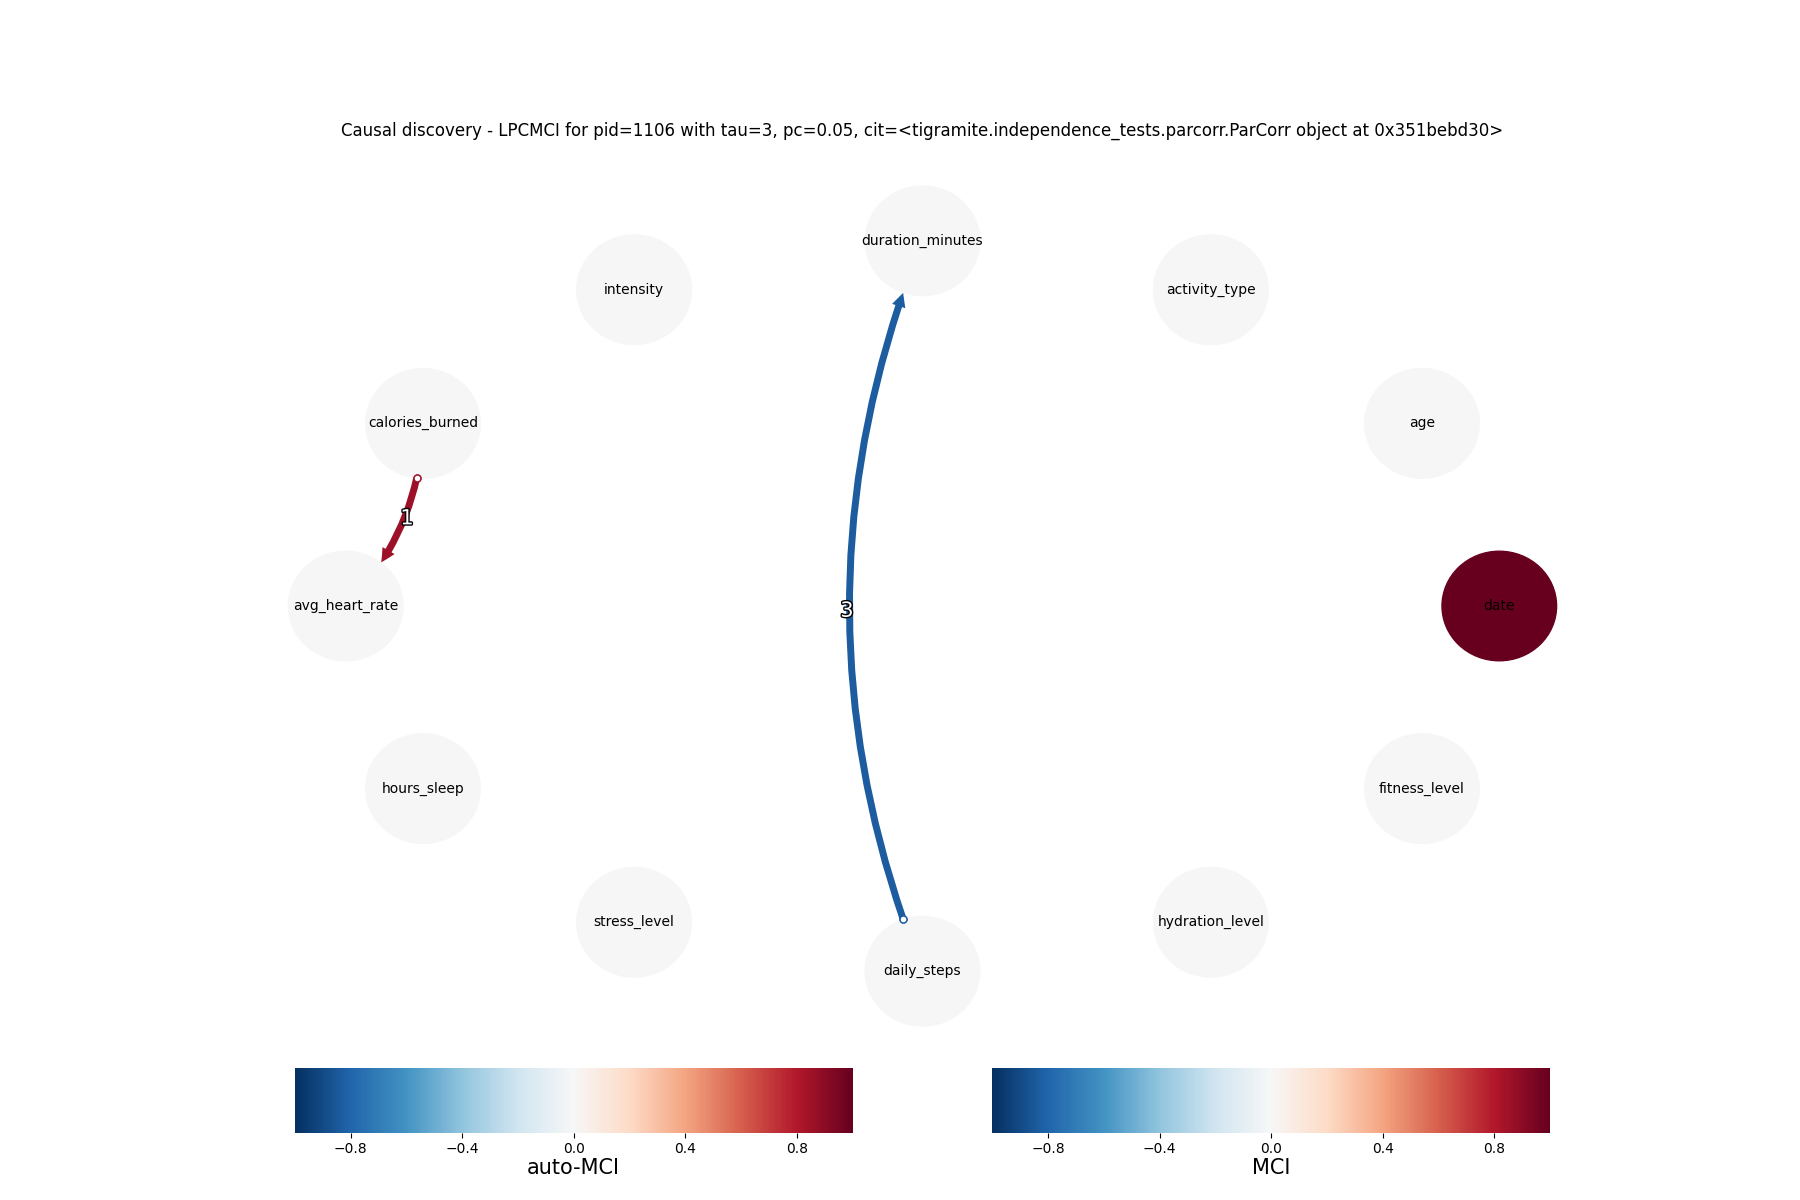 Causal discovery - LPCMCI for pid=1106 with tau=3, pc=0.05, cit=<tigramite.independence_tests.parcorr.ParCorr object at 0x351bebd30>
duration_minutes
intensity
activity_type
calories_burned
age
1
avg_heart_rate
3
date
hours_sleep
fitness_level
stress_level
hydration_level
daily_steps
−0.8 −0.4 0.0 0.4 0.8
auto-MCI
−0.8 −0.4 0.0 0.4 0.8
MCI